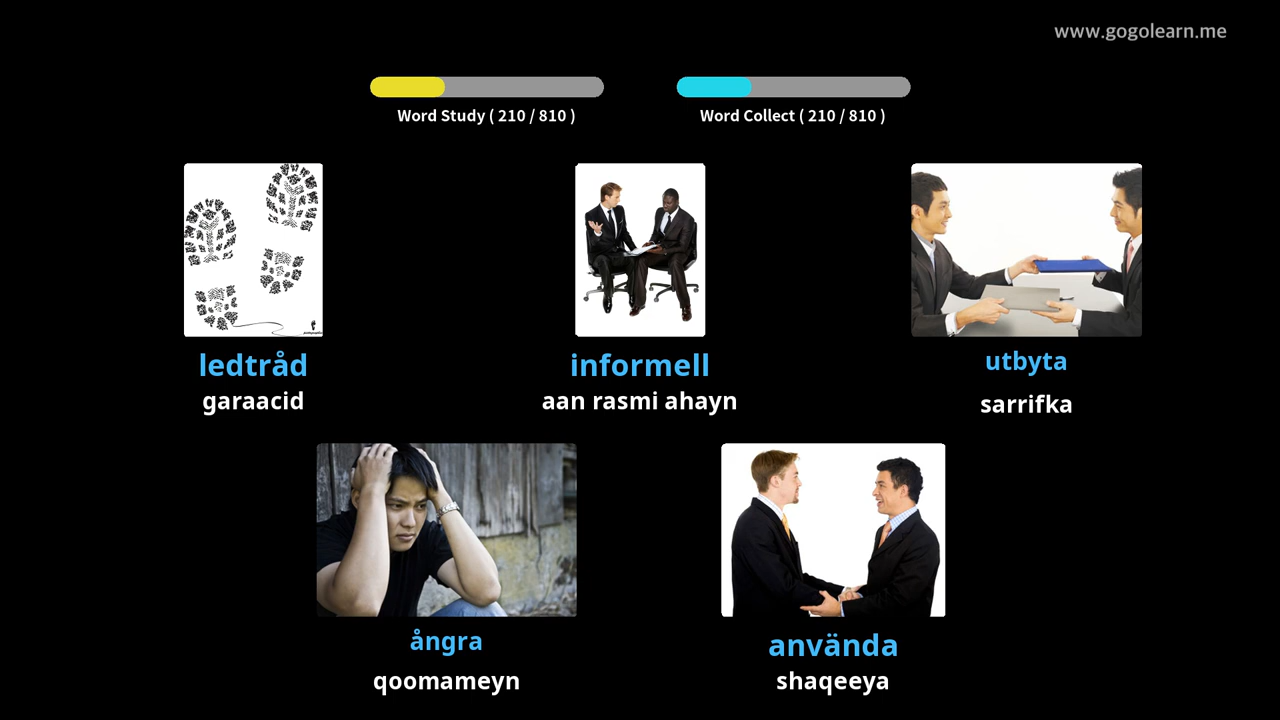 www.gogolearn.me
Word Study ( 210 / 810 )
Word Collect ( 210 / 810 )
ledtråd
garaacid
informell
aan rasmi ahayn
utbyta
sarrifka
ångra
qoomameyn
använda
shaqeeya